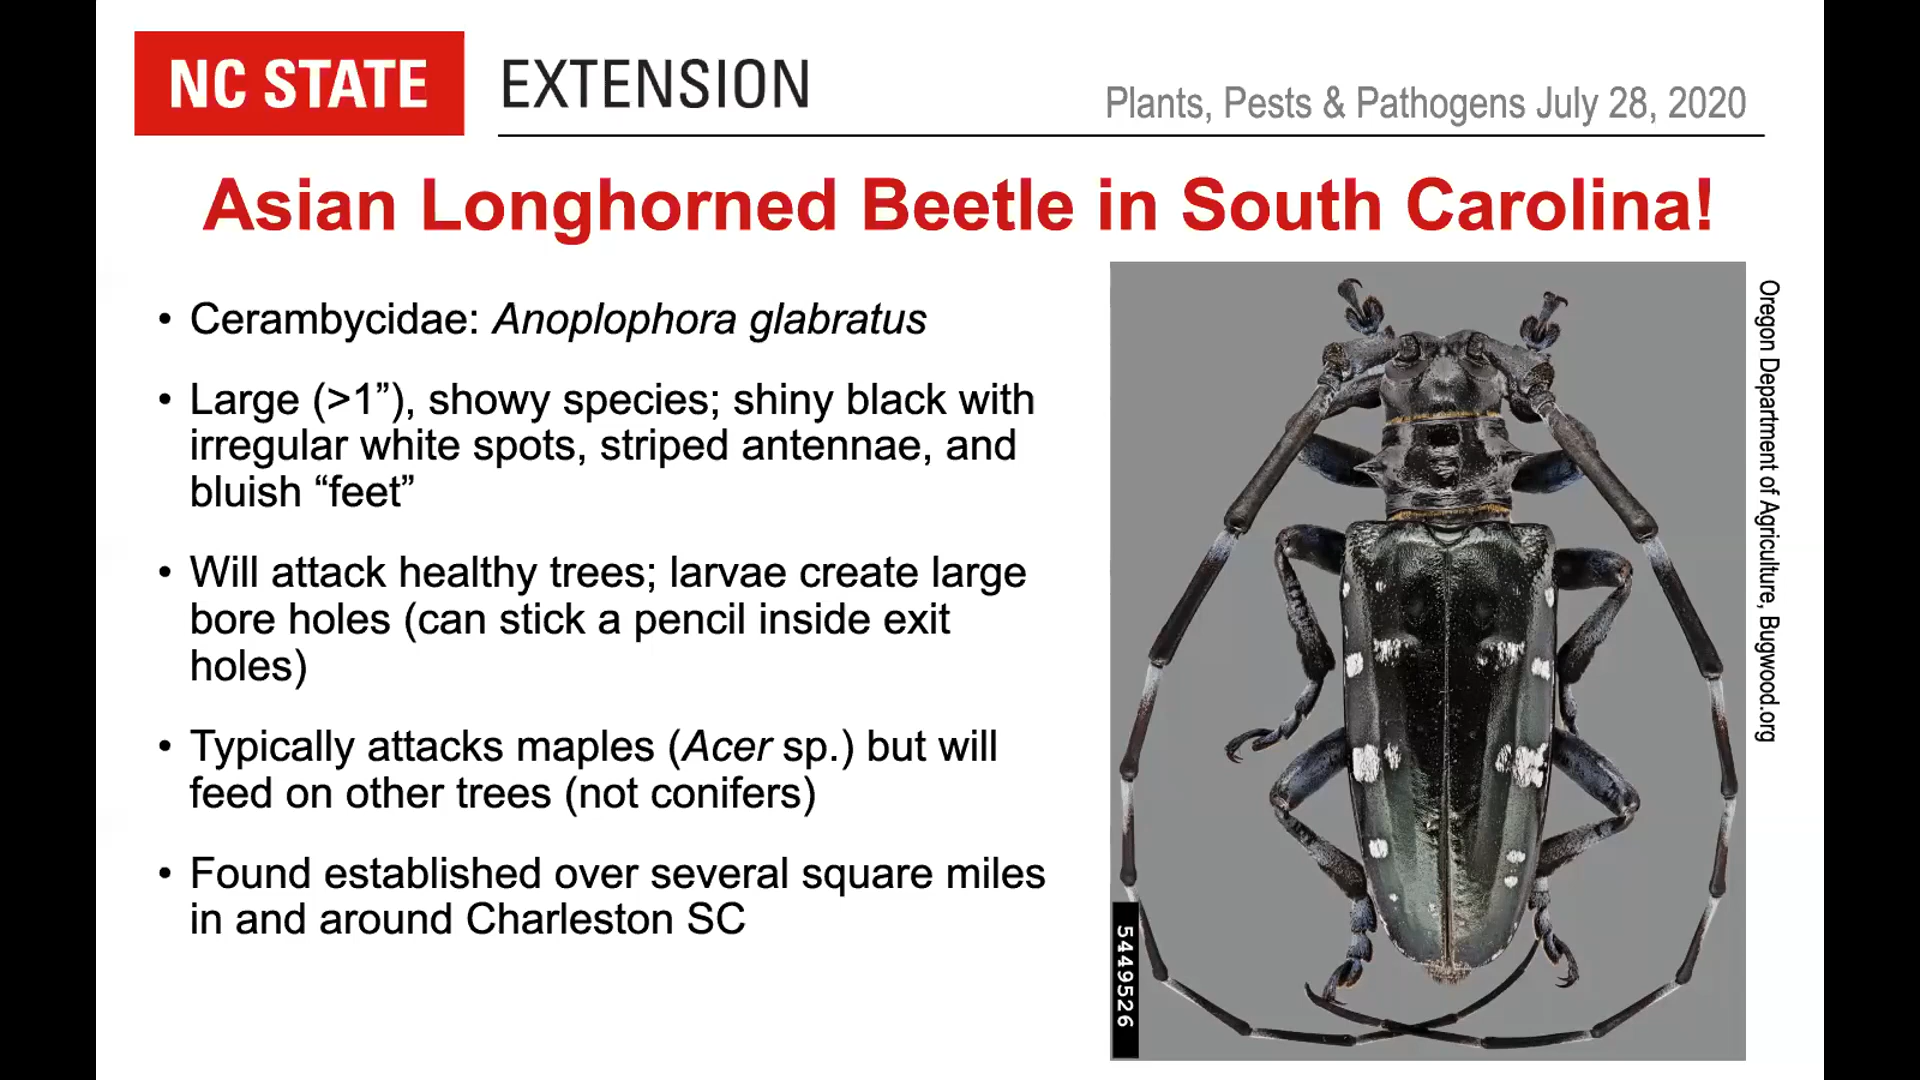 NC STATE EXTENSION
Plants, Pests & Pathogens July 28, 2020
Asian Longhorned Beetle in South Carolina!
• Cerambycidae: Anoplophora glabratus
• Large (>1”), showy species; shiny black with
irregular white spots, striped antennae, and
bluish “feet”
• Will attack healthy trees; larvae create large
bore holes (can stick a pencil inside exit
holes)
• Typically attacks maples (Acer sp.) but will
feed on other trees (not conifers)
• Found established over several square miles
in and around Charleston SC
Oregon Department of Agriculture, Bugwood.org
5449526